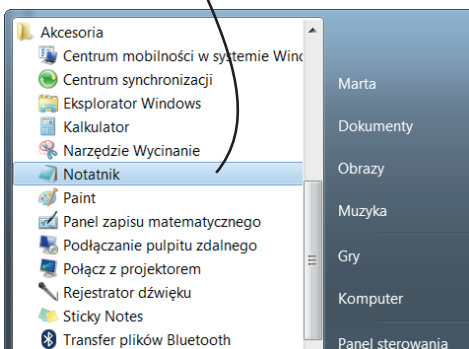 Akcesoria
Centrum mobilności w systemie Winc
Centrum synchronizacji
Eksplorator Windows
Kalkulator
Narzędzie Wycinanie
Notatnik
Paint
Panel zapisu matematycznego
Podłączanie pulpitu zdalnego
Połącz z projektorem
Rejestrator dźwięku
Sticky Notes
Transfer plików Bluetooth
Marta
Dokumenty
Obrazy
Muzyka
Gry
Komputer
Panel sterowania